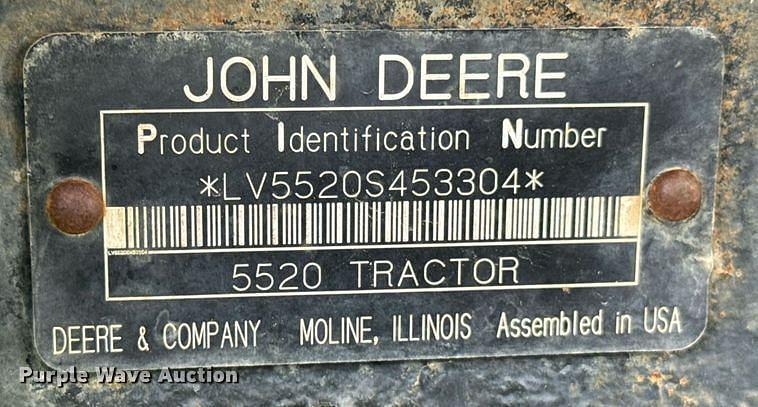 JOHN DEERE
Product Identification Number
*LV5520S453304*
5520 TRACTOR
DEERE & COMPANY MOLINE, ILLINOIS Assembled in USA
Purple Wave Auction